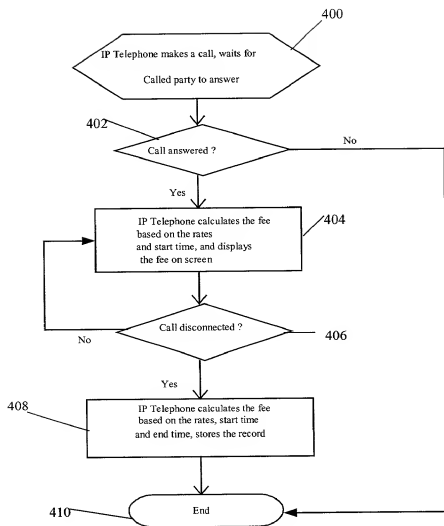 400
IP Telephone makes a call, waits for
Called party to answer
402
Call answered ?
No
Yes
IP Telephone calculates the fee
based on the rates
and start time, and displays
the fee on screen
404
Call disconnected ?
406
No
Yes
408
IP Telephone calculates the fee
based on the rates, start time
and end time, stores the record
410
End